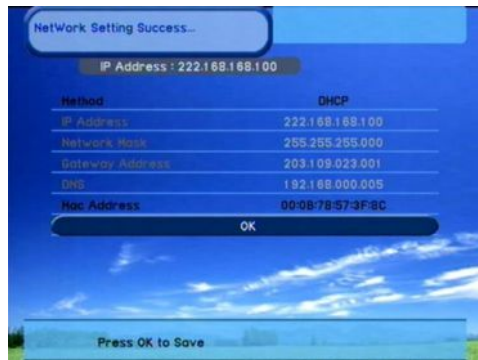 NetWork Setting Success...
IP Address : 222.168.168.100
Method DHCP
IP Address 222.168.168.100
Network Mask 255.255.255.000
Gateway Address 203.109.023.001
DNS 192.168.000.005
Mac Address 00:0B:78:57:3F:8C
OK
Press OK to Save